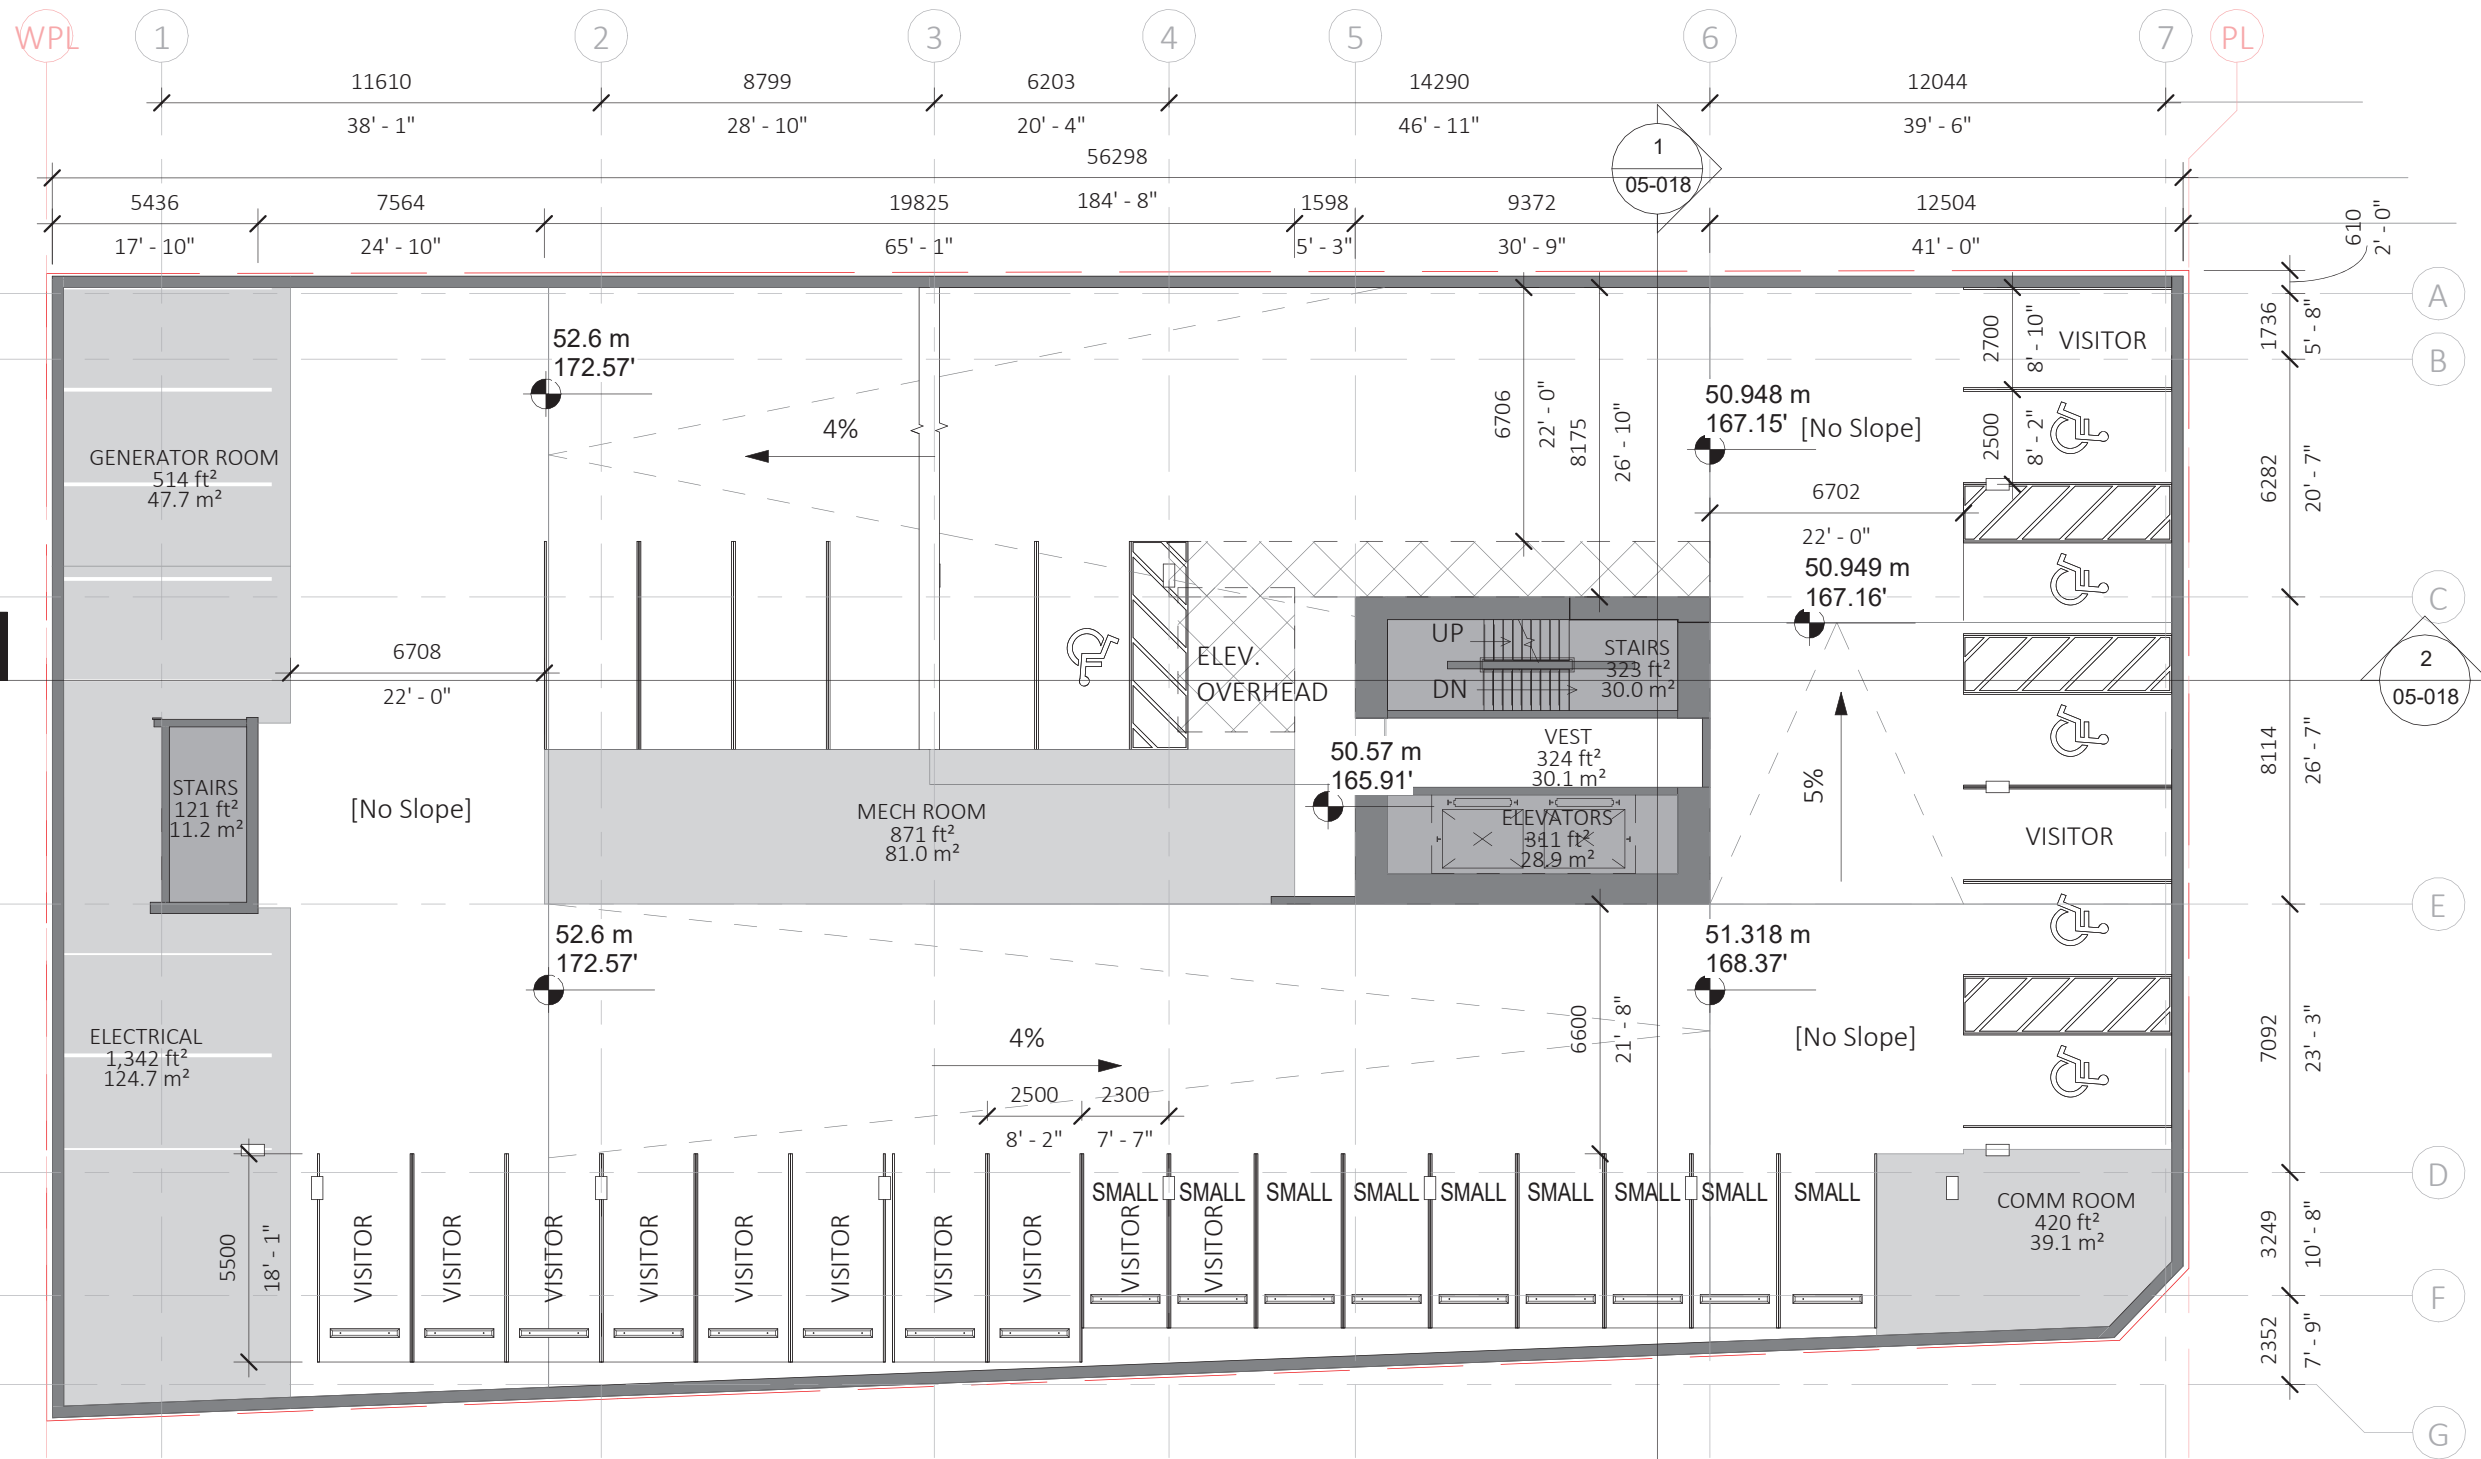 WPL
1
2
3
4
5
6
7
PL
11610
38' - 1"
8799
28' - 10"
6203
20' - 4"
14290
46' - 11"
12044
39' - 6"
56298
184' - 8"
1
05-018
5436
17' - 10"
7564
24' - 10"
19825
65' - 1"
1598
5' - 3"
9372
30' - 9"
12504
41' - 0"
610
2' - 0"
A
1736
5' - 8"
B
6282
20' - 7"
C
8114
26' - 7"
2
05-018
E
7092
23' - 3"
D
3249
10' - 8"
F
2352
7' - 9"
G
52.6 m
172.57'
4%
6706
22' - 0"
8175
26' - 10"
50.948 m
167.15'
[No Slope]
2700
8' - 10"
VISITOR
2500
8' - 2"
GENERATOR ROOM
514 ft²
47.7 m²
6702
22' - 0"
50.949 m
167.16'
6708
22' - 0"
ELEV.
OVERHEAD
UP
DN
STAIRS
323 ft²
30.0 m²
VEST
324 ft²
30.1 m²
50.57 m
165.91'
STAIRS
121 ft²
11.2 m²
[No Slope]
MECH ROOM
871 ft²
81.0 m²
ELEVATORS
311 ft²
28.9 m²
5%
VISITOR
52.6 m
172.57'
51.318 m
168.37'
[No Slope]
6600
21' - 8"
4%
ELECTRICAL
1,342 ft²
124.7 m²
2500
8' - 2"
2300
7' - 7"
5500
18' - 1"
VISITOR
VISITOR
VISITOR
VISITOR
VISITOR
VISITOR
VISITOR
VISITOR
SMALL
VISITOR
SMALL
VISITOR
SMALL
SMALL
SMALL
SMALL
SMALL
SMALL
SMALL
COMM ROOM
420 ft²
39.1 m²